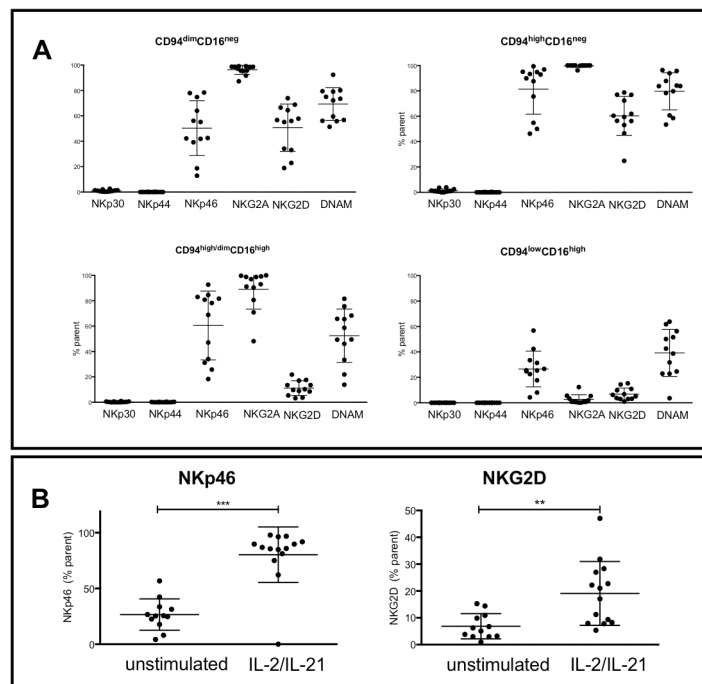 A
CD94dimCD16neg
% parent
100
80
60
40
20
0
NKp30 NKp44 NKp46 NKG2A NKG2D DNAM
CD94highCD16neg
% parent
100
80
60
40
20
0
NKp30 NKp44 NKp46 NKG2A NKG2D DNAM
CD94high/dimCD16high
% parent
100
80
60
40
20
0
NKp30 NKp44 NKp46 NKG2A NKG2D DNAM
CD94lowCD16high
% parent
100
80
60
40
20
0
NKp30 NKp44 NKp46 NKG2A NKG2D DNAM
B
NKp46
***
NKp46 (% parent)
100
50
0
unstimulated IL-2/IL-21
NKG2D
**
NKG2D (% parent)
50
40
30
20
10
0
unstimulated IL-2/IL-21